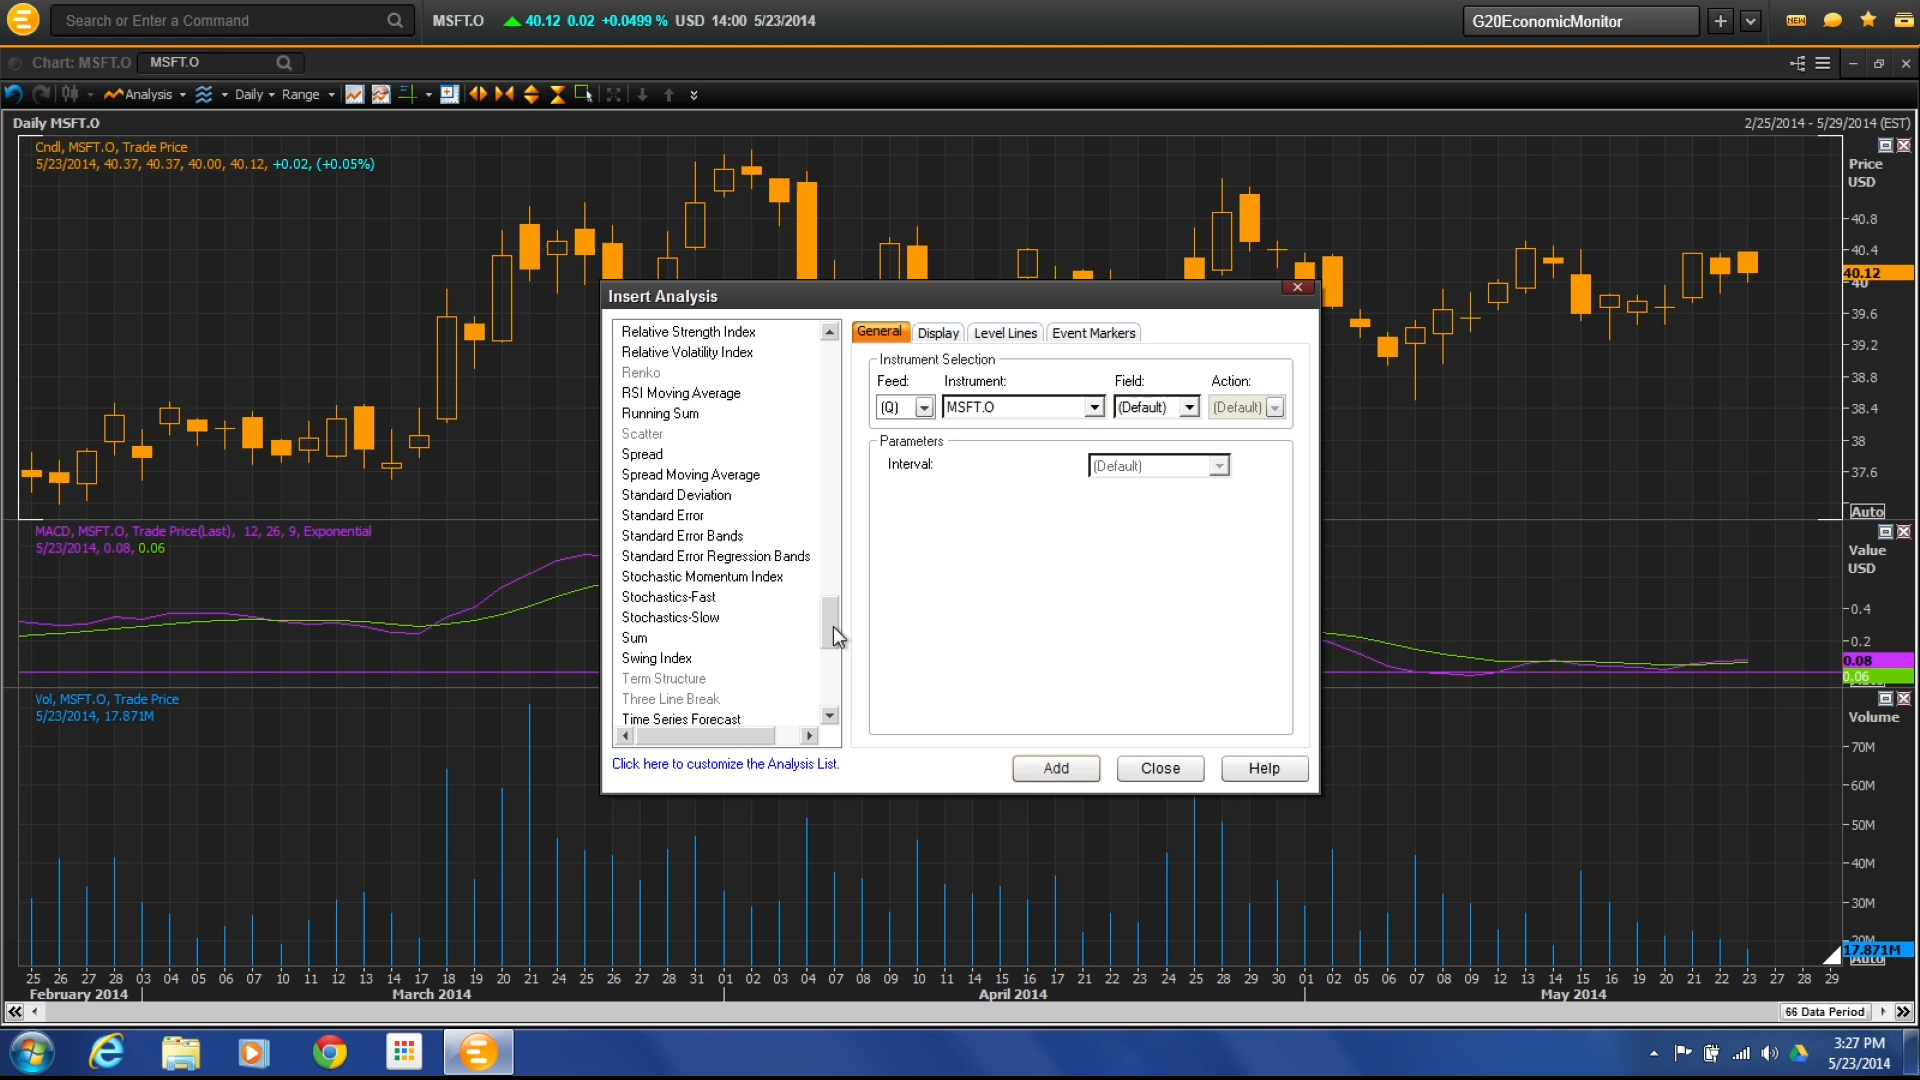 Search or Enter a Command
MSFT.O 40.12 0.02 +0.0499 % USD 14:00 5/23/2014
G20EconomicMonitor
NEW
Chart: MSFT.O MSFT.O
Analysis Daily Range
Daily MSFT.O
2/25/2014 - 5/29/2014 (EST)
Cndl, MSFT.O, Trade Price
5/23/2014, 40.37, 40.37, 40.00, 40.12, +0.02, (+0.05%)
Price
USD
40.8
40.4
40.12
40
39.6
39.2
38.8
38.4
38
37.6
Auto
Insert Analysis
Relative Strength Index
Relative Volatility Index
Renko
RSI Moving Average
Running Sum
Scatter
Spread
Spread Moving Average
Standard Deviation
Standard Error
Standard Error Bands
Standard Error Regression Bands
Stochastic Momentum Index
Stochastics-Fast
Stochastics-Slow
Sum
Swing Index
Term Structure
Three Line Break
Time Series Forecast
Click here to customize the Analysis List.
General Display Level Lines Event Markers
Instrument Selection
Feed: Instrument: Field: Action:
(Q) MSFT.O (Default) (Default)
Parameters
Interval: (Default)
Add Close Help
MACD, MSFT.O, Trade Price(Last), 12, 26, 9, Exponential
5/23/2014, 0.08, 0.06
Value
USD
0.4
0.2
0.08
0.06
Vol, MSFT.O, Trade Price
5/23/2014, 17.871M
Volume
70M
60M
50M
40M
30M
20M
17.871M
Auto
25 26 27 28 03 04 05 06 07 10 11 12 13 14 17 18 19 20 21 24 25 26 27 28 31 01 02 03 04 07 08 09 10 11 14 15 16 17 21 22 23 24 25 28 29 30 01 02 05 06 07 08 09 12 13 14 15 16 19 20 21 22 23 27 28 29
February 2014 March 2014 April 2014 May 2014
66 Data Period
3:27 PM
5/23/2014